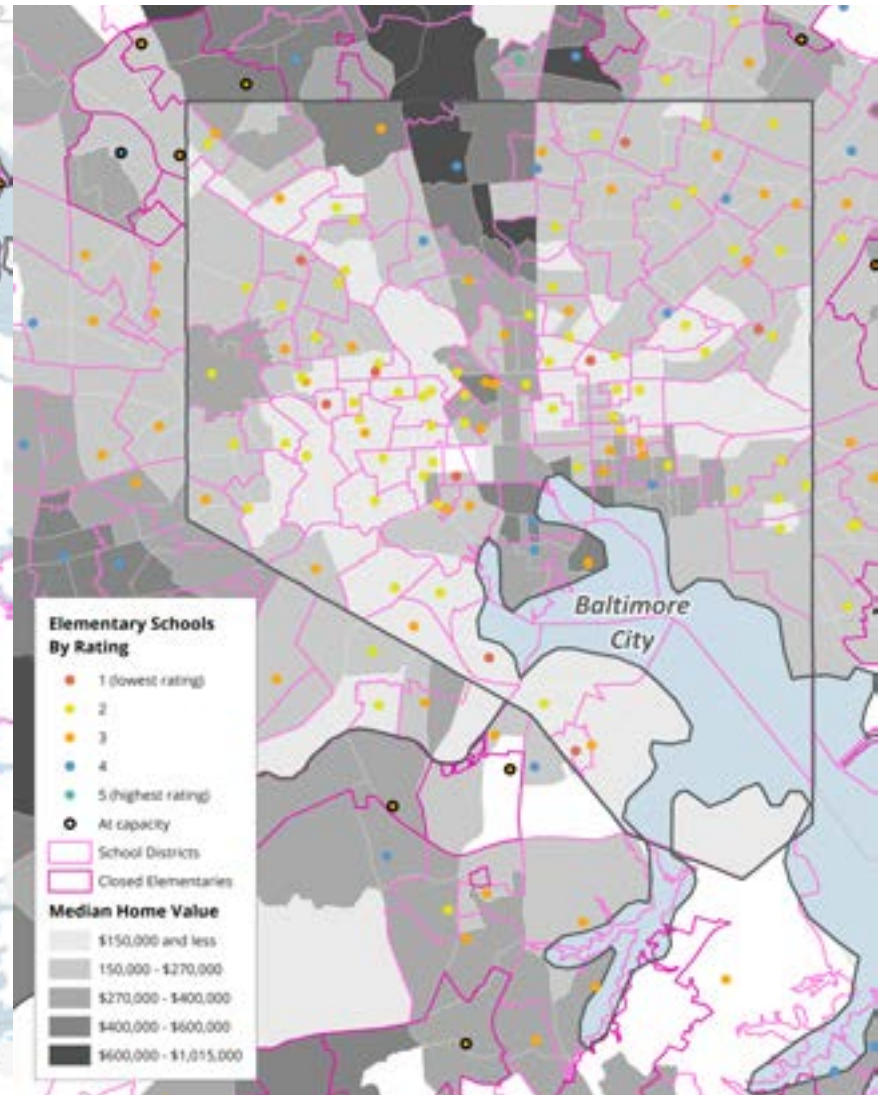 Baltimore
City
Elementary Schools
By Rating
1 (lowest rating)
2
3
4
5 (highest rating)
At capacity
School Districts
Closed Elementaries
Median Home Value
$150,000 and less
150,000 - $270,000
$270,000 - $400,000
$400,000 - $600,000
$600,000 - $1,015,000